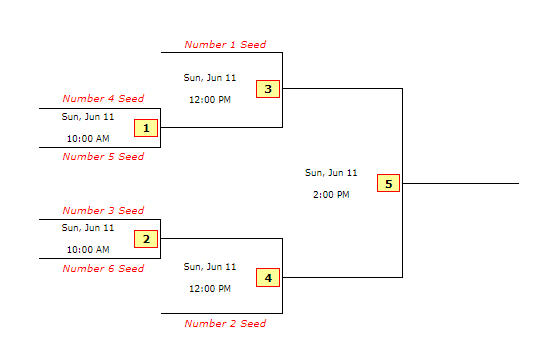 Number 1 Seed
Sun, Jun 11
12:00 PM
3
Number 4 Seed
Sun, Jun 11
10:00 AM
1
Number 5 Seed
Sun, Jun 11
2:00 PM
5
Number 3 Seed
Sun, Jun 11
10:00 AM
2
Number 6 Seed
Sun, Jun 11
12:00 PM
4
Number 2 Seed